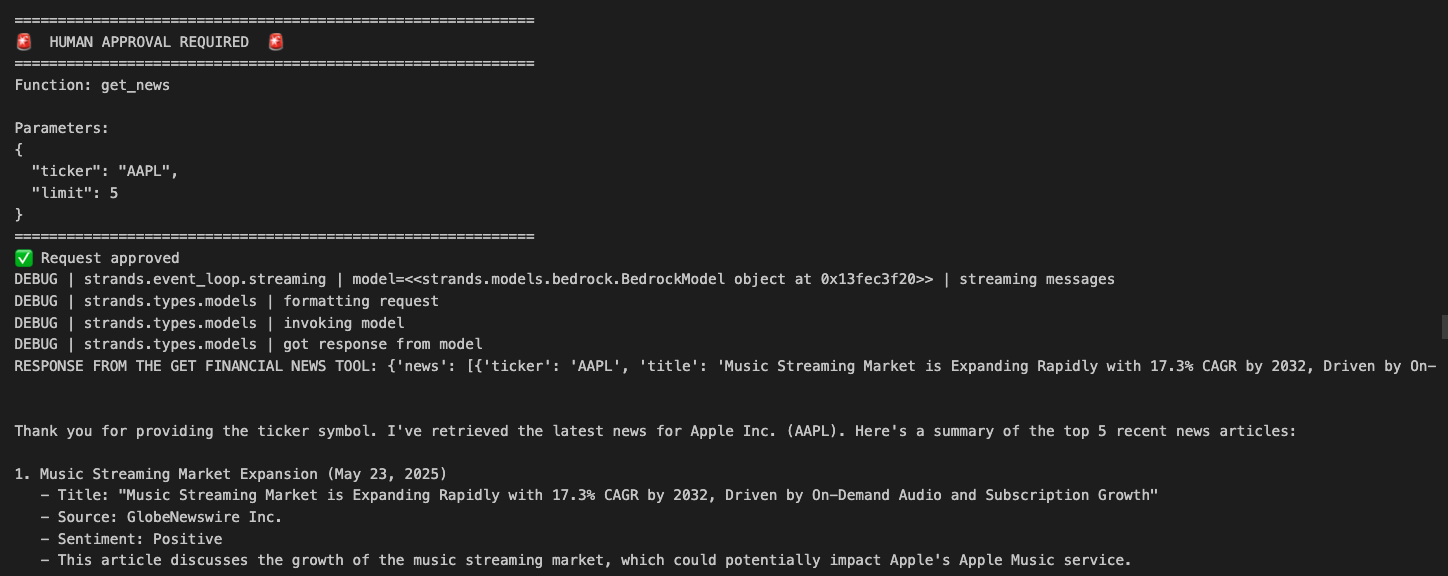 ============================================================
🚨 HUMAN APPROVAL REQUIRED 🚨
============================================================
Function: get_news
Parameters:
{
  "ticker": "AAPL",
  "limit": 5
}
============================================================
✅ Request approved
DEBUG | strands.event_loop.streaming | model=<<strands.models.bedrock.BedrockModel object at 0x13fec3f20>> | streaming messages
DEBUG | strands.types.models | formatting request
DEBUG | strands.types.models | invoking model
DEBUG | strands.types.models | got response from model
RESPONSE FROM THE GET FINANCIAL NEWS TOOL: {'news': [{'ticker': 'AAPL', 'title': 'Music Streaming Market is Expanding Rapidly with 17.3% CAGR by 2032, Driven by On-
Thank you for providing the ticker symbol. I've retrieved the latest news for Apple Inc. (AAPL). Here's a summary of the top 5 recent news articles:
1. Music Streaming Market Expansion (May 23, 2025)
   - Title: "Music Streaming Market is Expanding Rapidly with 17.3% CAGR by 2032, Driven by On-Demand Audio and Subscription Growth"
   - Source: GlobeNewswire Inc.
   - Sentiment: Positive
   - This article discusses the growth of the music streaming market, which could potentially impact Apple's Apple Music service.